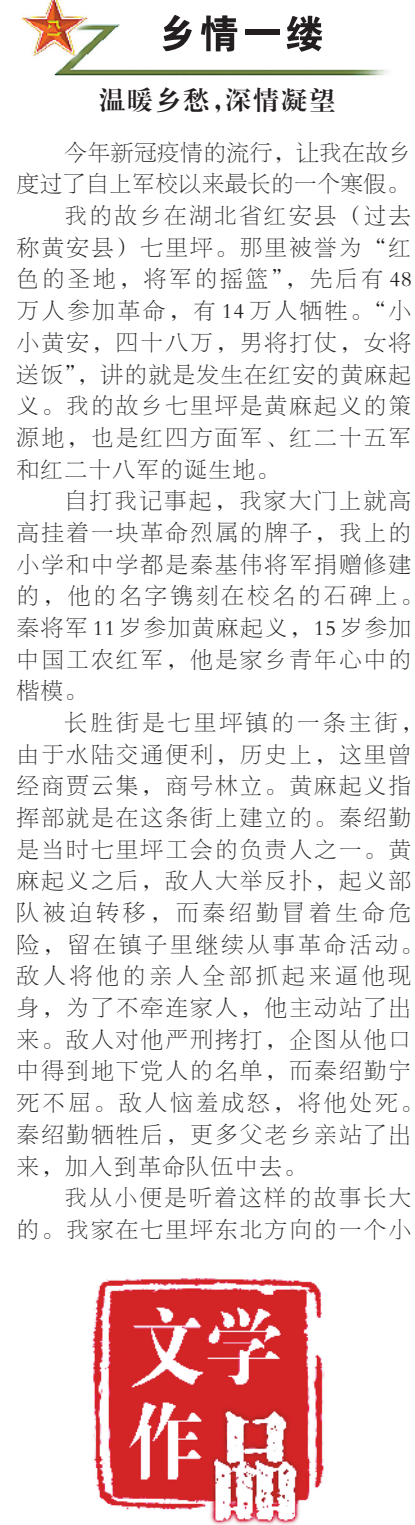 乡情一缕
温暖乡愁,深情凝望
今年新冠疫情的流行，让我在故乡
度过了自上军校以来最长的一个寒假。
我的故乡在湖北省红安县（过去
称黄安县）七里坪。那里被誉为“红
色的圣地，将军的摇篮”，先后有48
万人参加革命，有14万人牺牲。“小
小黄安，四十八万，男将打仗，女将
送饭”，讲的就是发生在红安的黄麻起
义。我的故乡七里坪是黄麻起义的策
源地，也是红四方面军、红二十五军
和红二十八军的诞生地。
自打我记事起，我家大门上就高
高挂着一块革命烈属的牌子，我上的
小学和中学都是秦基伟将军捐赠修建
的，他的名字镌刻在校名的石碑上。
秦将军11岁参加黄麻起义，15岁参加
中国工农红军，他是家乡青年心中的
楷模。
长胜街是七里坪镇的一条主街，
由于水陆交通便利，历史上，这里曾
经商贾云集，商号林立。黄麻起义指
挥部就是在这条街上建立的。秦绍勤
是当时七里坪工会的负责人之一。黄
麻起义之后，敌人大举反扑，起义部
队被迫转移，而秦绍勤冒着生命危
险，留在镇子里继续从事革命活动。
敌人将他的亲人全部抓起来逼他现
身，为了不牵连家人，他主动站了出
来。敌人对他严刑拷打，企图从他口
中得到地下党人的名单，而秦绍勤宁
死不屈。敌人恼羞成怒，将他处死。
秦绍勤牺牲后，更多父老乡亲站了出
来，加入到革命队伍中去。
我从小便是听着这样的故事长大
的。我家在七里坪东北方向的一个小
文学
作品